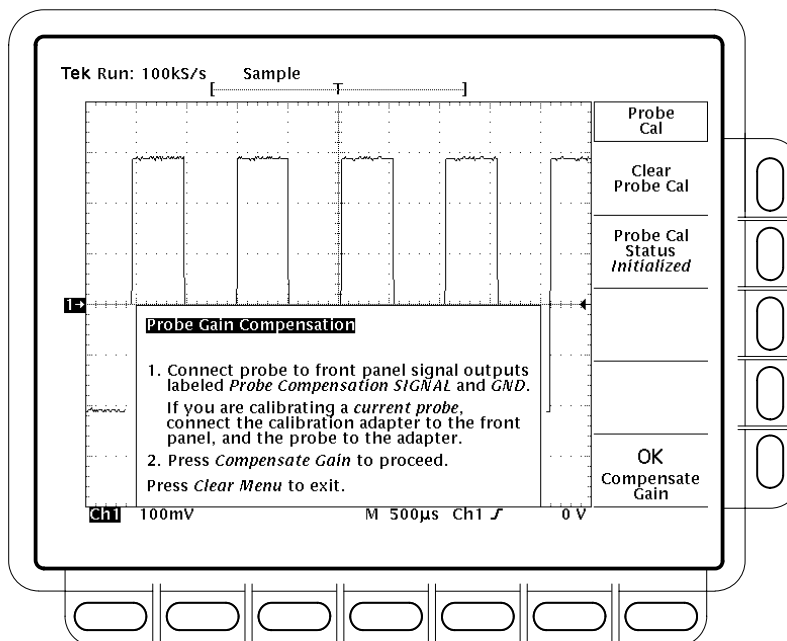 Tek Run: 100kS/s Sample
[ T ]
Probe
Cal
Clear
Probe Cal
Probe Cal
Status
Initialized
1→
Probe Gain Compensation
1. Connect probe to front panel signal outputs
labeled Probe Compensation SIGNAL and GND.
If you are calibrating a current probe,
connect the calibration adapter to the front
panel, and the probe to the adapter.
2. Press Compensate Gain to proceed.
Press Clear Menu to exit.
OK
Compensate
Gain
Ch1 100mV M 500µs Ch1 0 V